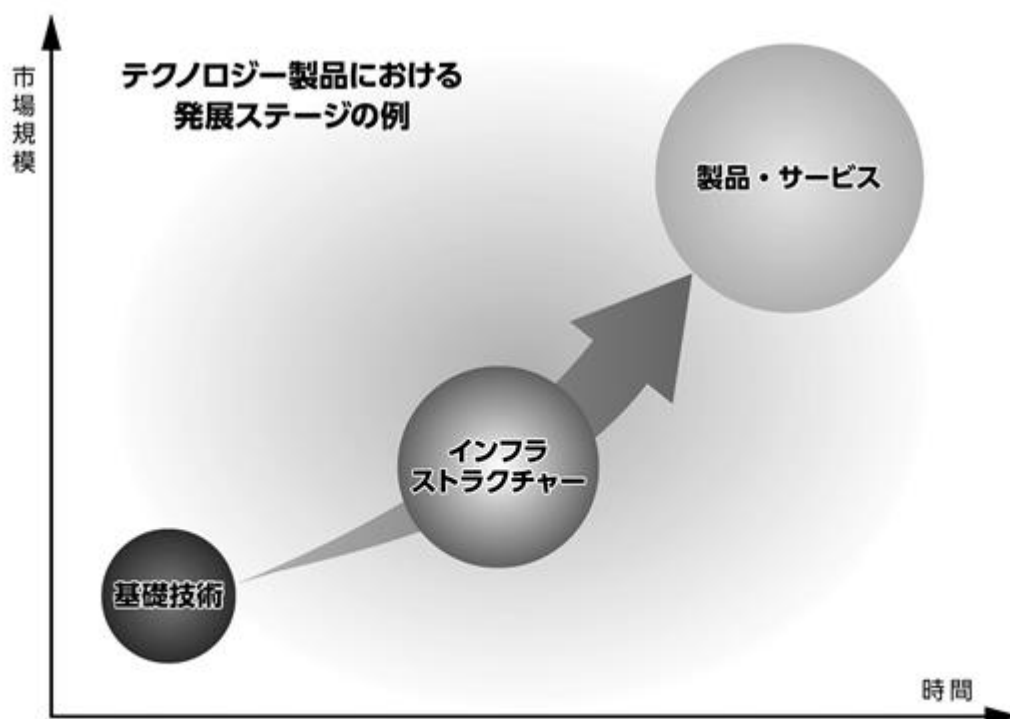 市場規模
テクノロジー製品における
発展ステージの例
製品・サービス
インフラ
ストラクチャー
基礎技術
時間